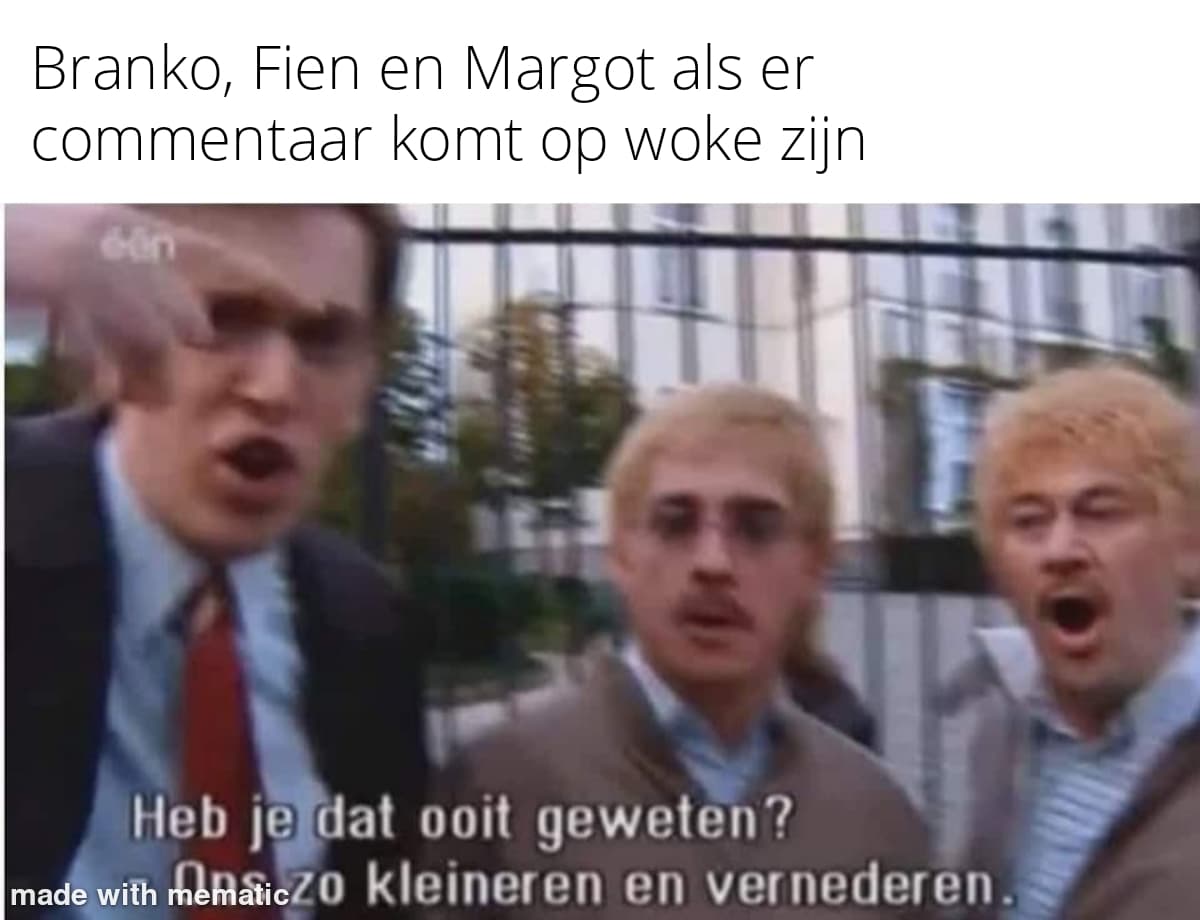 Branko, Fien en Margot als er
commentaar komt op woke zijn
één
Heb je dat ooit geweten?
- Ons zo kleineren en vernederen.
made with mematic